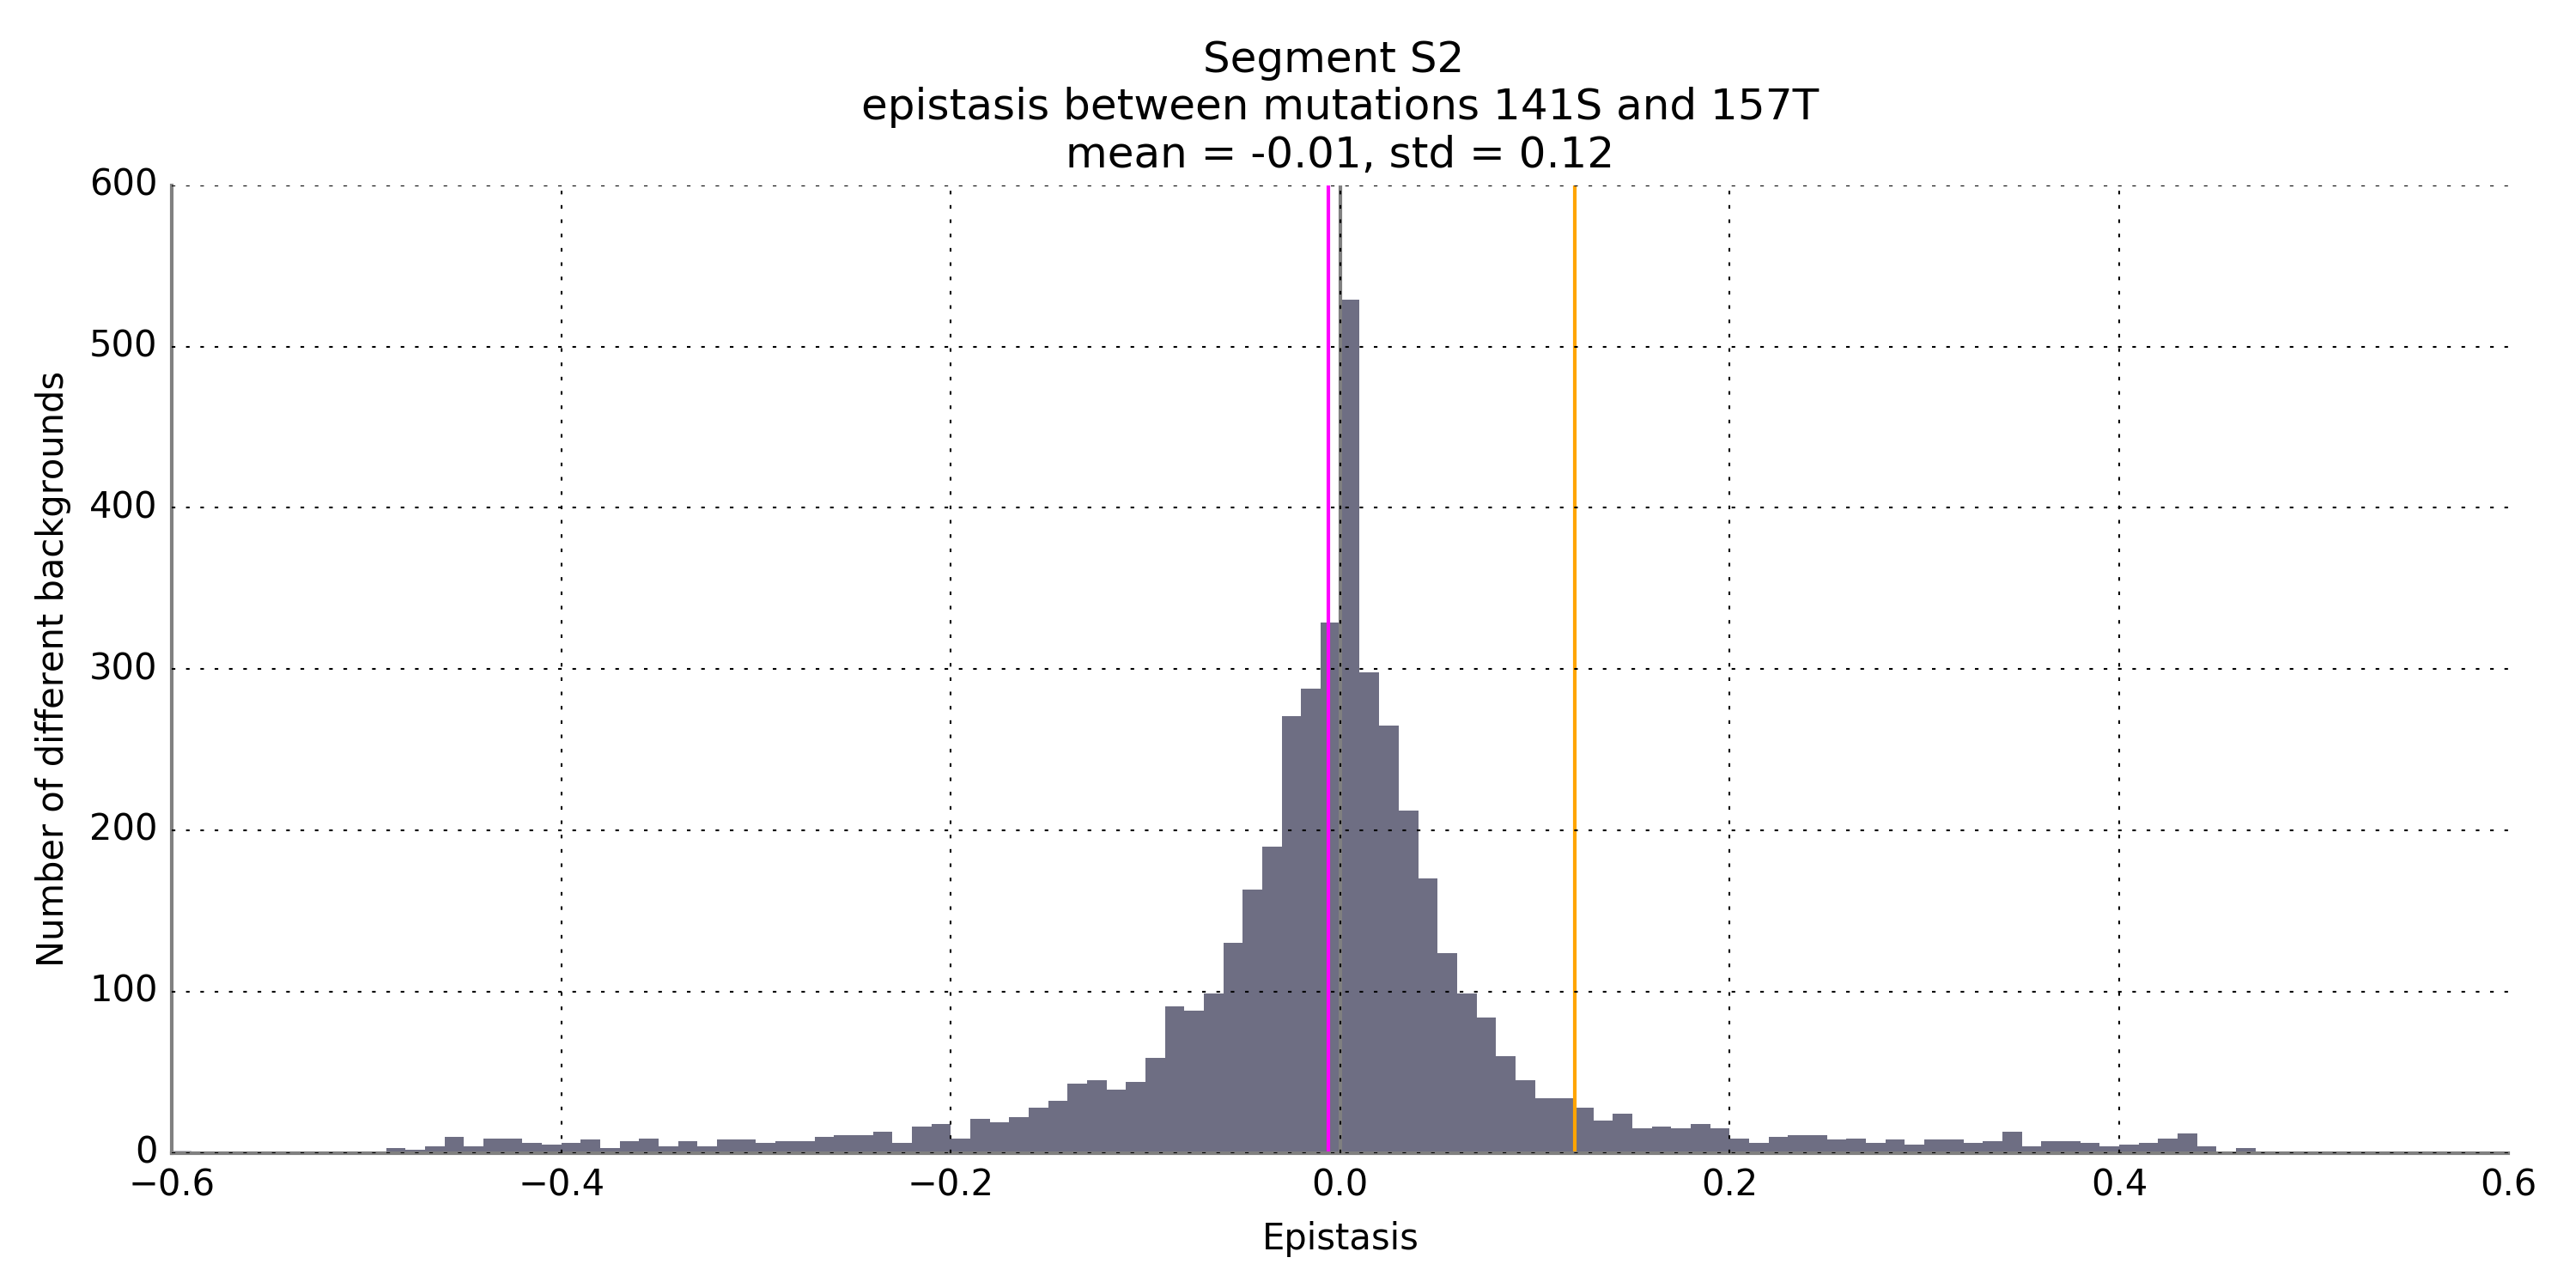 Segment S2
epistasis between mutations 141S and 157T
mean = -0.01, std = 0.12
600
500
400
300
200
100
0
Number of different backgrounds
−0.6 −0.4 −0.2 0.0 0.2 0.4 0.6
Epistasis